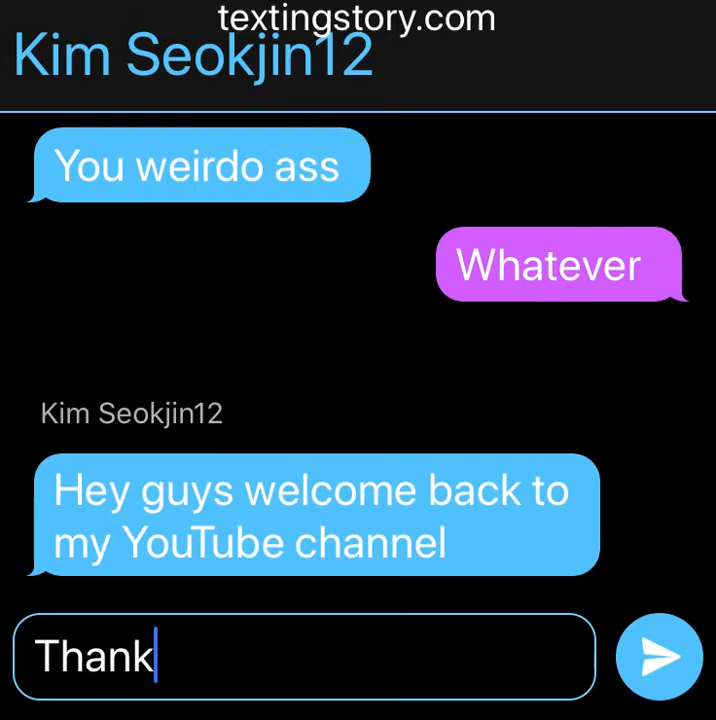 textingstory.com
Kim Seokjin12
You weirdo ass
Whatever
Kim Seokjin12
Hey guys welcome back to
my YouTube channel
Thank